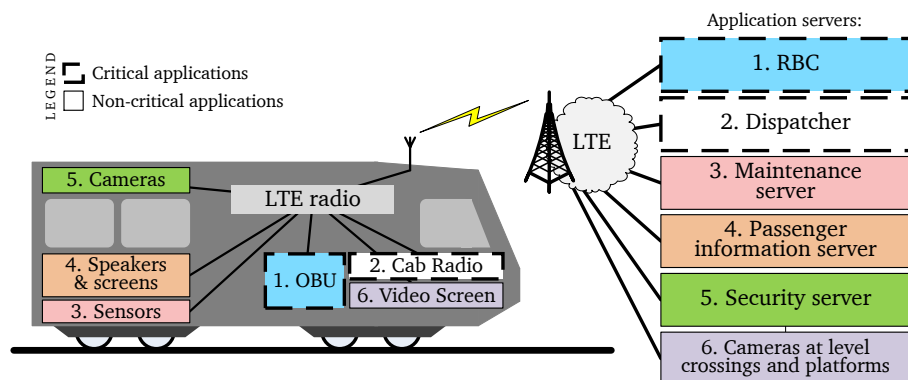 Application servers:
LEGEND
Critical applications
Non-critical applications
1. RBC
2. Dispatcher
3. Maintenance
server
4. Passenger
information server
5. Security server
6. Cameras at level
crossings and platforms
LTE
5. Cameras
LTE radio
4. Speakers
& screens
3. Sensors
1. OBU
2. Cab Radio
6. Video Screen